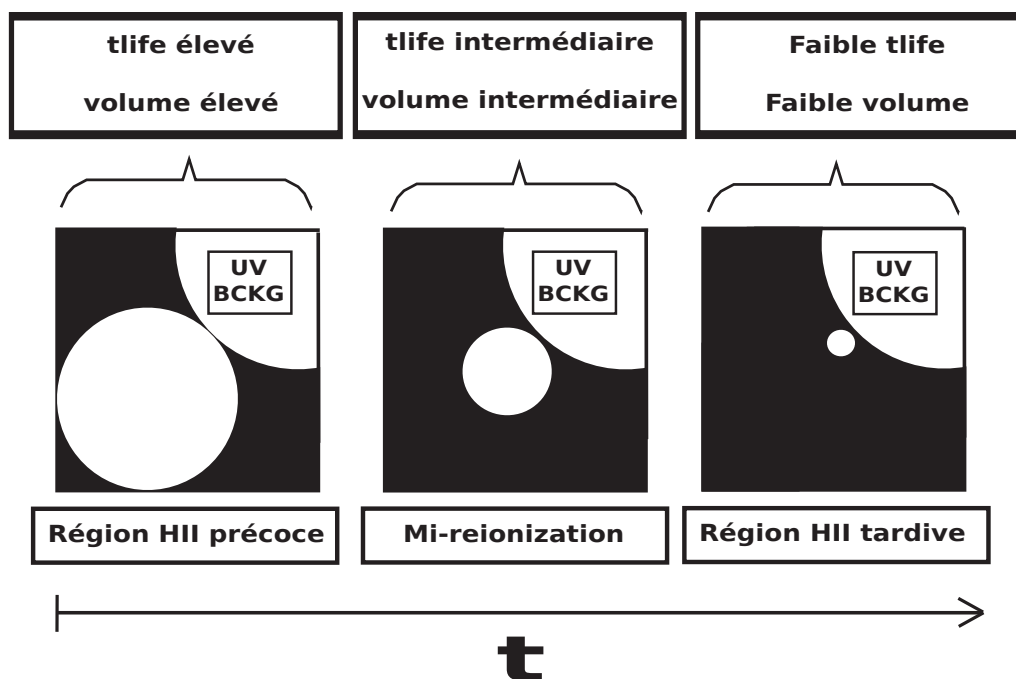 tlife élevé
volume élevé
tlife intermédiaire
volume intermédiaire
Faible tlife
Faible volume
UV
BCKG
UV
BCKG
UV
BCKG
Région HII précoce
Mi-reionization
Région HII tardive
t